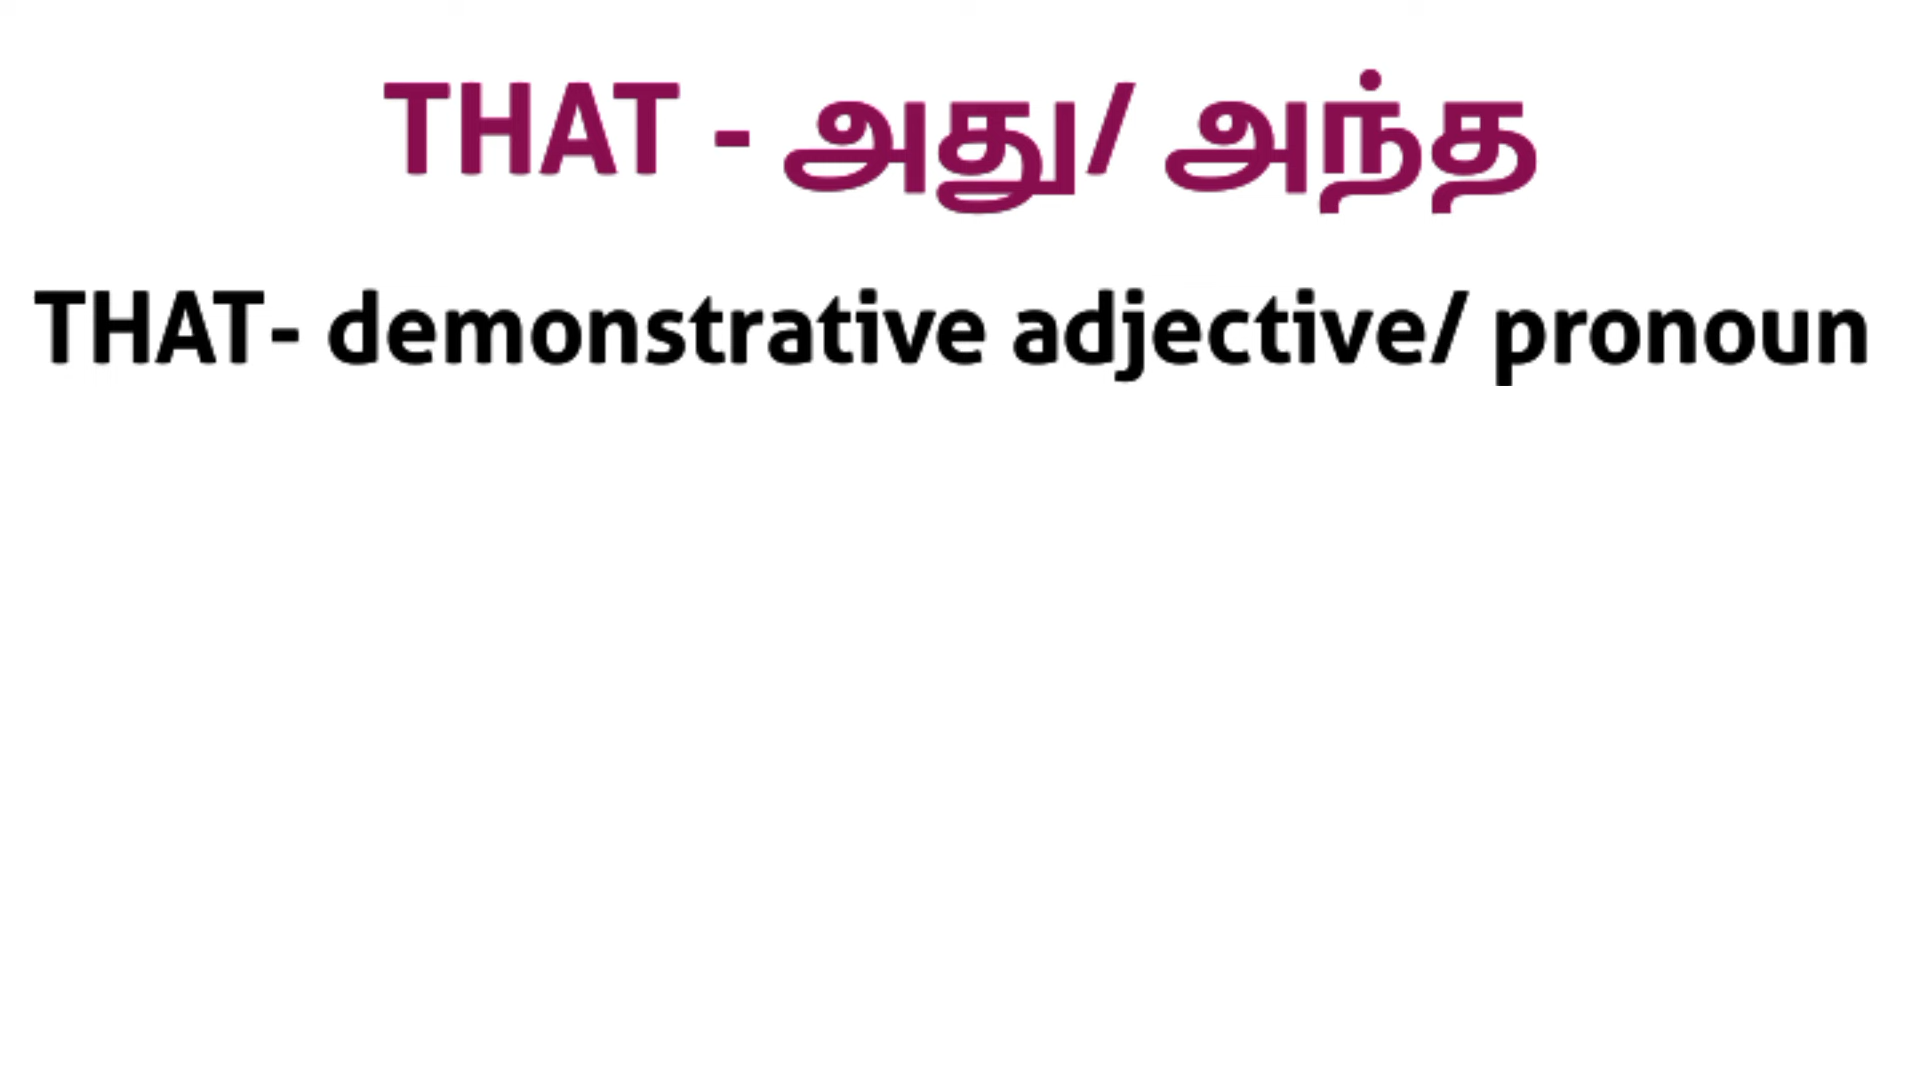 THAT - அது/ அந்த
THAT- demonstrative adjective/ pronoun